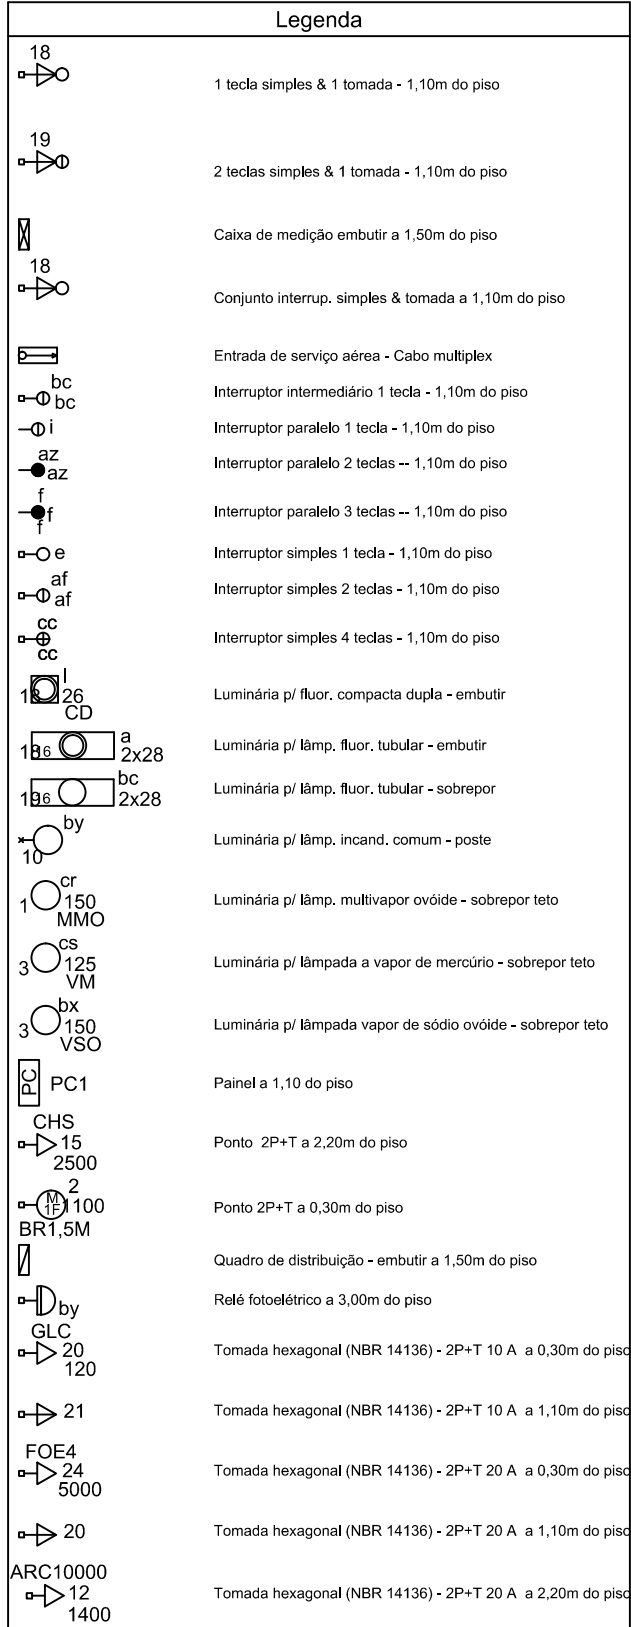 Legenda
18
1 tecla simples & 1 tomada - 1,10m do piso
19
2 teclas simples & 1 tomada - 1,10m do piso
Caixa de medição embutir a 1,50m do piso
18
Conjunto interrup. simples & tomada a 1,10m do piso
Entrada de serviço aérea - Cabo multiplex
bc
bc
Interruptor intermediário 1 tecla - 1,10m do piso
i
Interruptor paralelo 1 tecla - 1,10m do piso
az
az
Interruptor paralelo 2 teclas -- 1,10m do piso
f
f
f
Interruptor paralelo 3 teclas -- 1,10m do piso
e
Interruptor simples 1 tecla - 1,10m do piso
af
af
Interruptor simples 2 teclas - 1,10m do piso
cc
cc
Interruptor simples 4 teclas - 1,10m do piso
l
18 26
CD
Luminária p/ fluor. compacta dupla - embutir
a
16 2x28
Luminária p/ lâmp. fluor. tubular - embutir
bc
16 2x28
Luminária p/ lâmp. fluor. tubular - sobrepor
by
10
Luminária p/ lâmp. incand. comum - poste
cr
1 150
MMO
Luminária p/ lâmp. multivapor ovóide - sobrepor teto
cs
3 125
VM
Luminária p/ lâmpada a vapor de mercúrio - sobrepor teto
bx
3 150
VSO
Luminária p/ lâmpada vapor de sódio ovóide - sobrepor teto
PC PC1
Painel a 1,10 do piso
CHS
15
2500
Ponto 2P+T a 2,20m do piso
2
M
1F 1100
BR1,5M
Ponto 2P+T a 0,30m do piso
Quadro de distribuição - embutir a 1,50m do piso
by
Relé fotoelétrico a 3,00m do piso
GLC
20
120
Tomada hexagonal (NBR 14136) - 2P+T 10 A a 0,30m do piso
21
Tomada hexagonal (NBR 14136) - 2P+T 10 A a 1,10m do piso
FOE4
24
5000
Tomada hexagonal (NBR 14136) - 2P+T 20 A a 0,30m do piso
20
Tomada hexagonal (NBR 14136) - 2P+T 20 A a 1,10m do piso
ARC10000
12
1400
Tomada hexagonal (NBR 14136) - 2P+T 20 A a 2,20m do piso